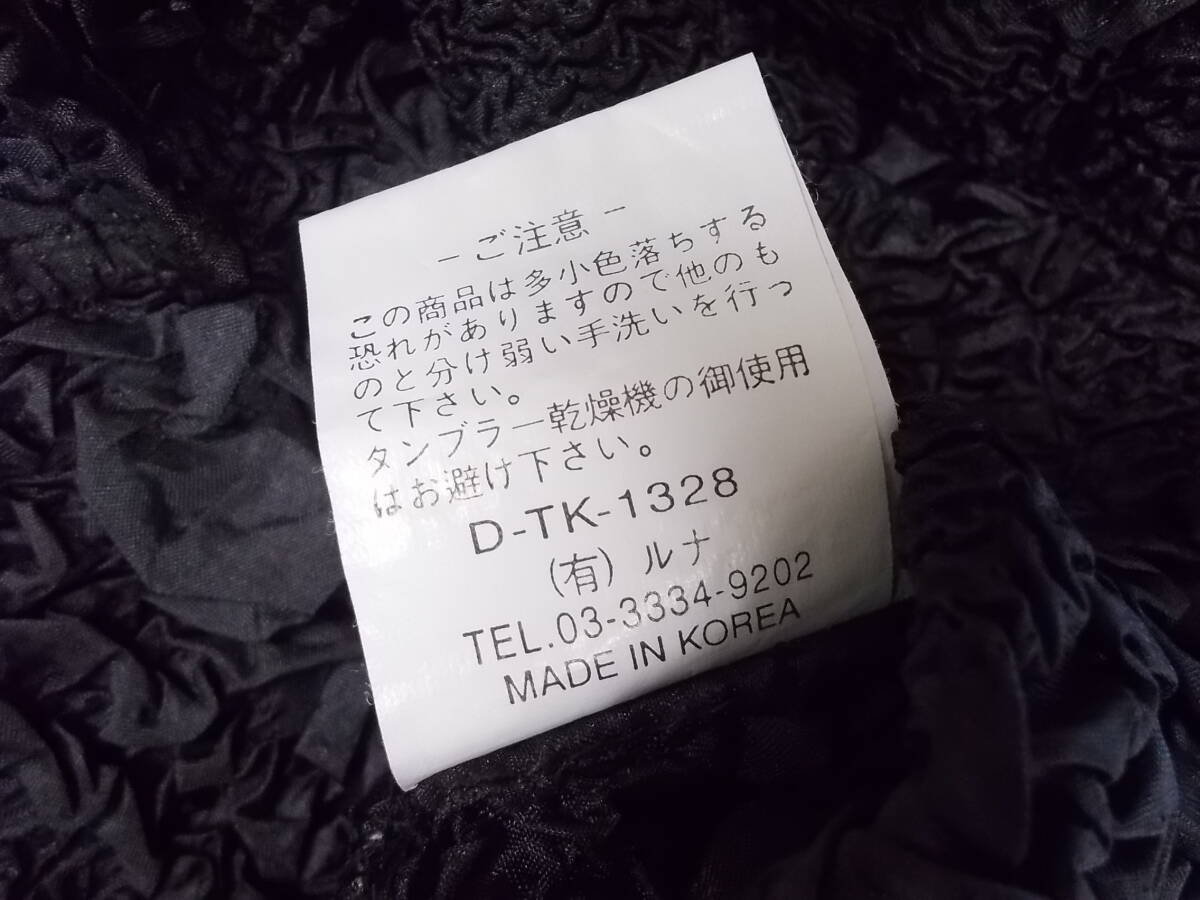 －ご注意－
この商品は多小色落ちする
恐れがありますので他のも
のと分け弱い手洗いを行っ
て下さい。
タンブラー乾燥機の御使用
はお避け下さい。
D-TK-1328
(有)ルナ
TEL.03-3334-9202
MADE IN KOREA